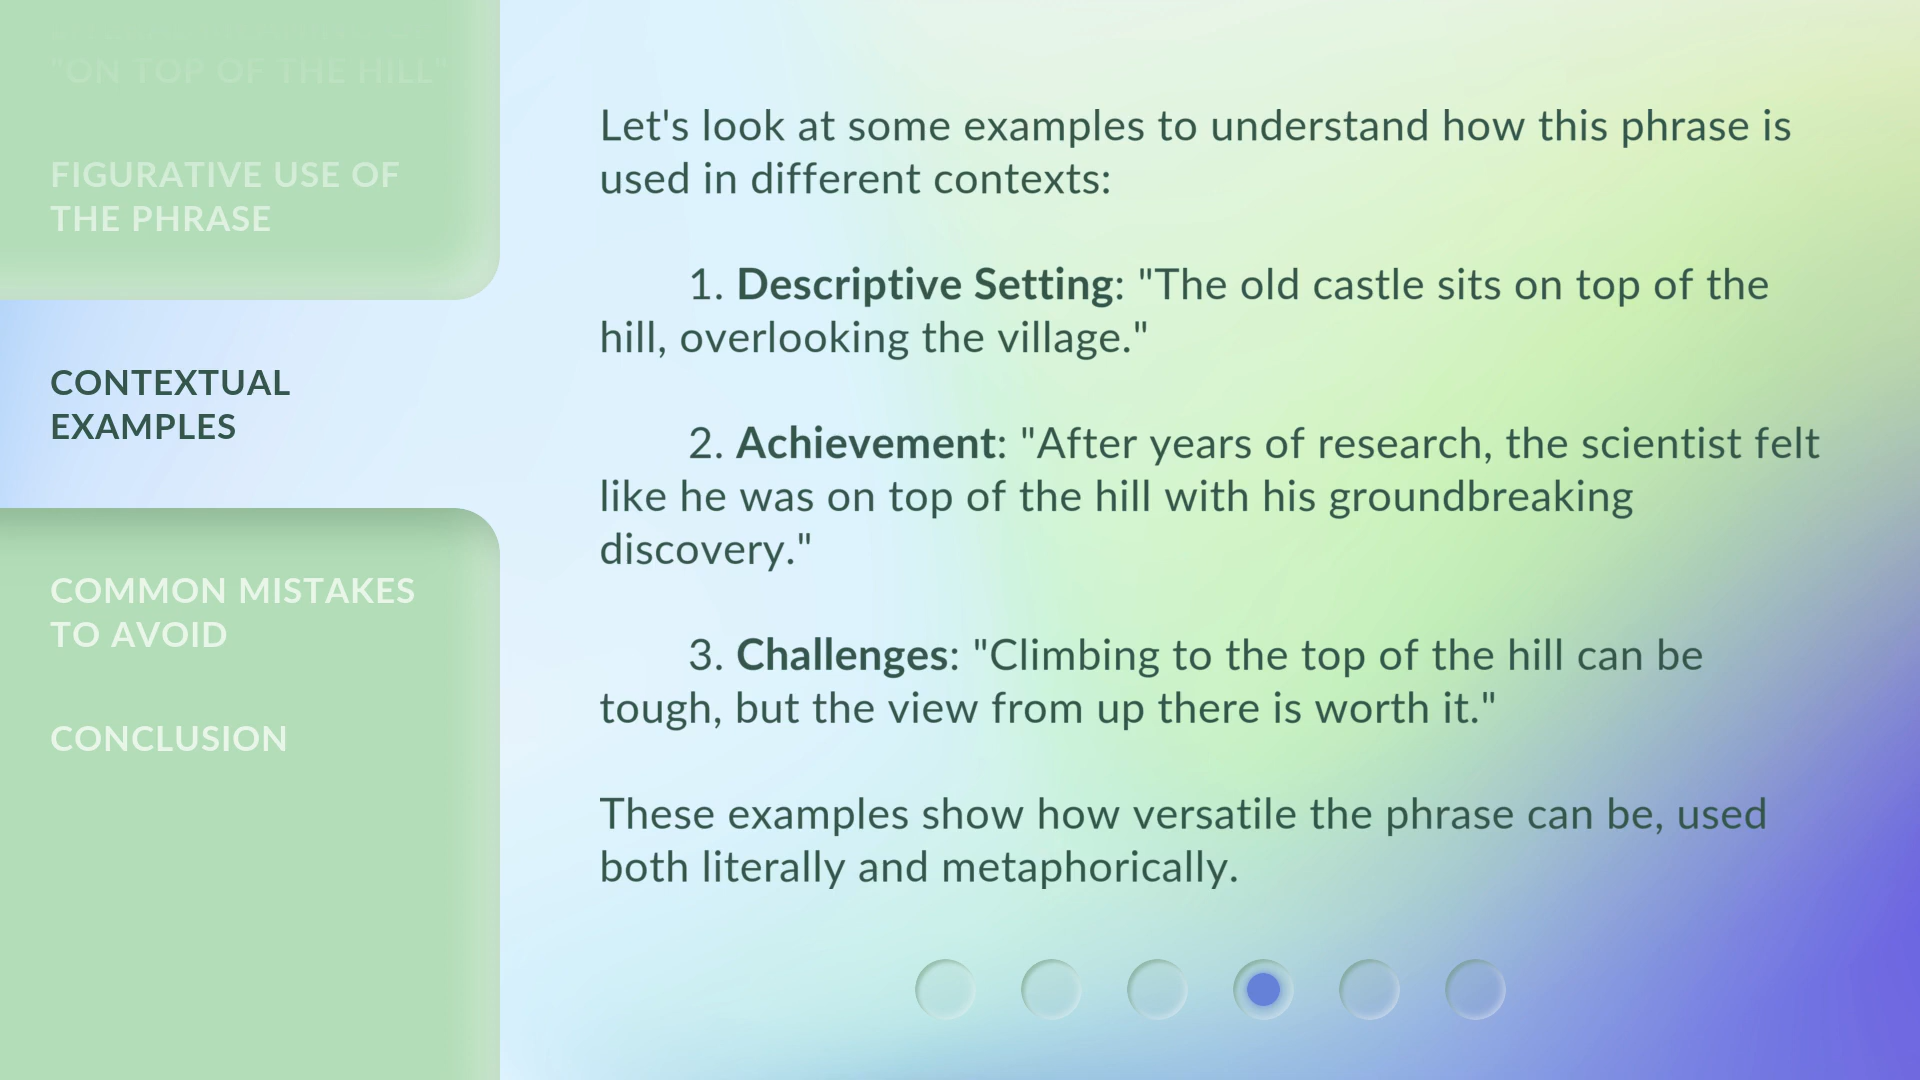 "ON TOP OF THE HILL"
FIGURATIVE USE OF
THE PHRASE
CONTEXTUAL
EXAMPLES
COMMON MISTAKES
TO AVOID
CONCLUSION
Let's look at some examples to understand how this phrase is
used in different contexts:
1. Descriptive Setting: "The old castle sits on top of the
hill, overlooking the village."
2. Achievement: "After years of research, the scientist felt
like he was on top of the hill with his groundbreaking
discovery."
3. Challenges: "Climbing to the top of the hill can be
tough, but the view from up there is worth it."
These examples show how versatile the phrase can be, used
both literally and metaphorically.